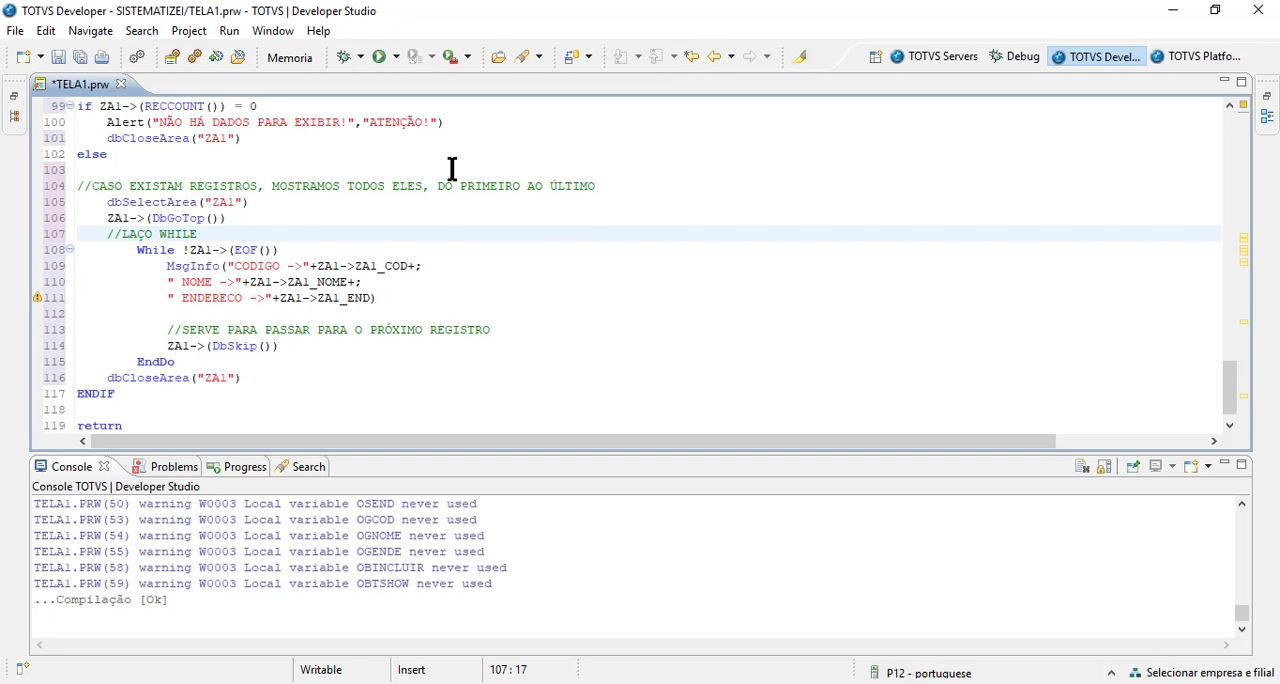 TOTVS Developer - SISTEMATIZEI/TELA1.prw - TOTVS | Developer Studio
File Edit Navigate Search Project Run Window Help
Memoria TOTVS Servers Debug TOTVS Devel... TOTVS Platfo...
*TELA1.prw
99 if ZA1->(RECCOUNT()) = 0
100 Alert("NÃO HÁ DADOS PARA EXIBIR!","ATENÇÃO!")
101 dbCloseArea("ZA1")
102 else
103
104 //CASO EXISTAM REGISTROS, MOSTRAMOS TODOS ELES, DO PRIMEIRO AO ÚLTIMO
105 dbSelectArea("ZA1")
106 ZA1->(DbGoTop())
107 //LAÇO WHILE
108 While !ZA1->(EOF())
109 MsgInfo("CODIGO ->"+ZA1->ZA1_COD+;
110 " NOME ->"+ZA1->ZA1_NOME+;
111 " ENDERECO ->"+ZA1->ZA1_END)
112
113 //SERVE PARA PASSAR PARA O PRÓXIMO REGISTRO
114 ZA1->(DbSkip())
115 EndDo
116 dbCloseArea("ZA1")
117 ENDIF
118
119 return
Console Problems Progress Search
Console TOTVS | Developer Studio
TELA1.PRW(50) warning W0003 Local variable OSEND never used
TELA1.PRW(53) warning W0003 Local variable OGCOD never used
TELA1.PRW(54) warning W0003 Local variable OGNOME never used
TELA1.PRW(55) warning W0003 Local variable OGENDE never used
TELA1.PRW(58) warning W0003 Local variable OBINCLUIR never used
TELA1.PRW(59) warning W0003 Local variable OBTSHOW never used
...Compilação [Ok]
Writable Insert 107 : 17 P12 - portuguese Selecionar empresa e filial